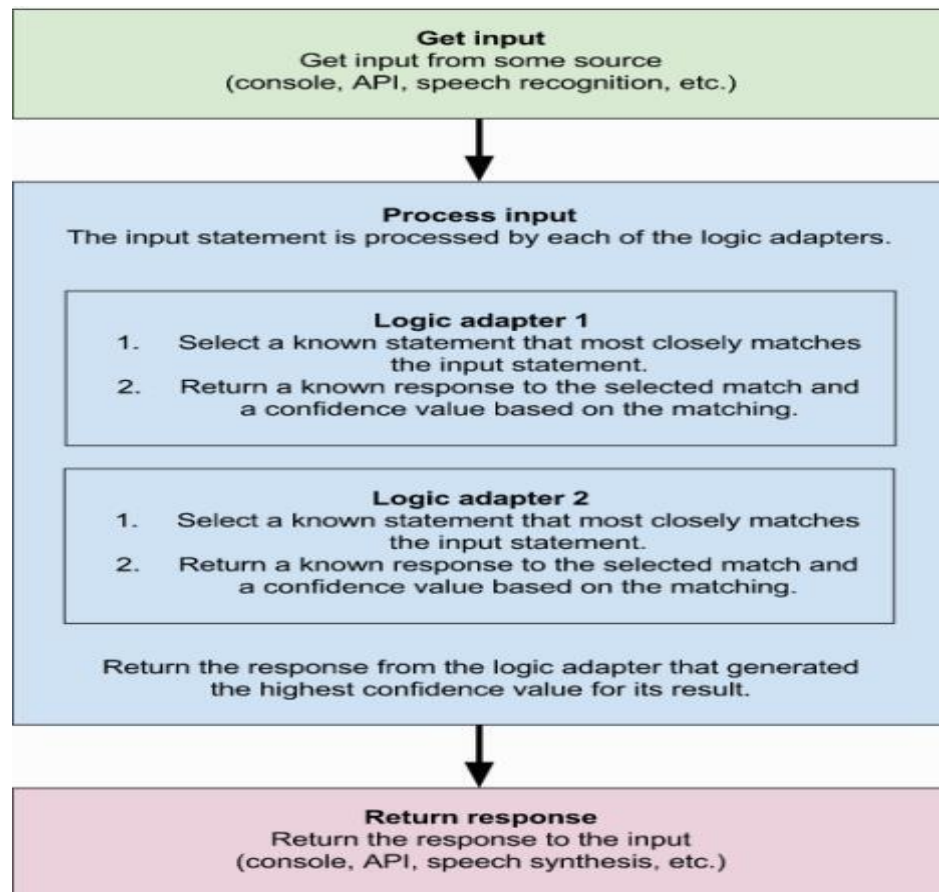 Get input
Get input from some source
(console, API, speech recognition, etc.)
Process input
The input statement is processed by each of the logic adapters.
Logic adapter 1
1. Select a known statement that most closely matches
the input statement.
2. Return a known response to the selected match and
a confidence value based on the matching.
Logic adapter 2
1. Select a known statement that most closely matches
the input statement.
2. Return a known response to the selected match and
a confidence value based on the matching.
Return the response from the logic adapter that generated
the highest confidence value for its result.
Return response
Return the response to the input
(console, API, speech synthesis, etc.)